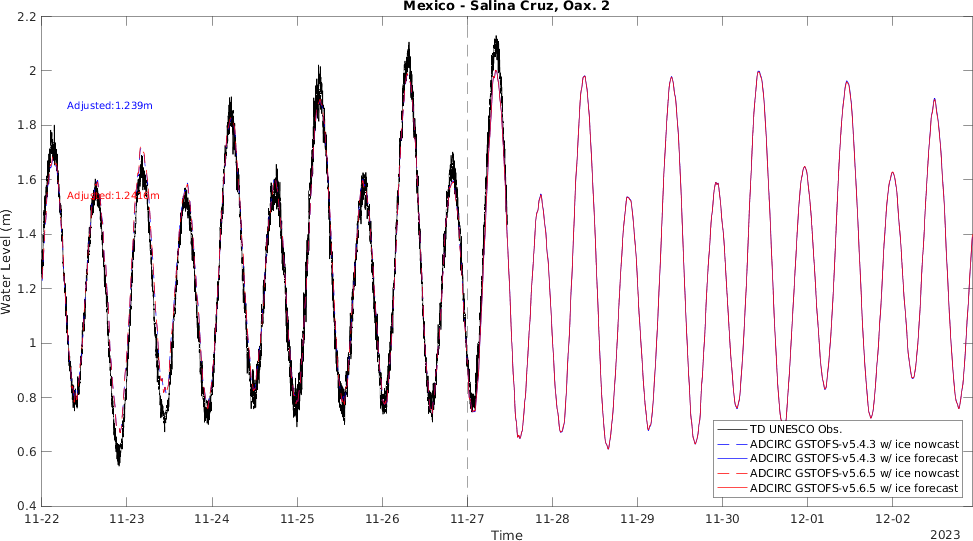 Mexico - Salina Cruz, Oax. 2
2.2
2
1.8
1.6
1.4
1.2
1
0.8
0.6
0.4
Water Level (m)
Adjusted:1.239m
TD UNESCO Obs.
ADCIRC GSTOFS-v5.4.3 w/ ice nowcast
ADCIRC GSTOFS-v5.4.3 w/ ice forecast
ADCIRC GSTOFS-v5.6.5 w/ ice nowcast
ADCIRC GSTOFS-v5.6.5 w/ ice forecast
11-22
11-23
11-24
11-25
11-26
11-27
11-28
11-29
11-30
12-01
12-02
Time
2023